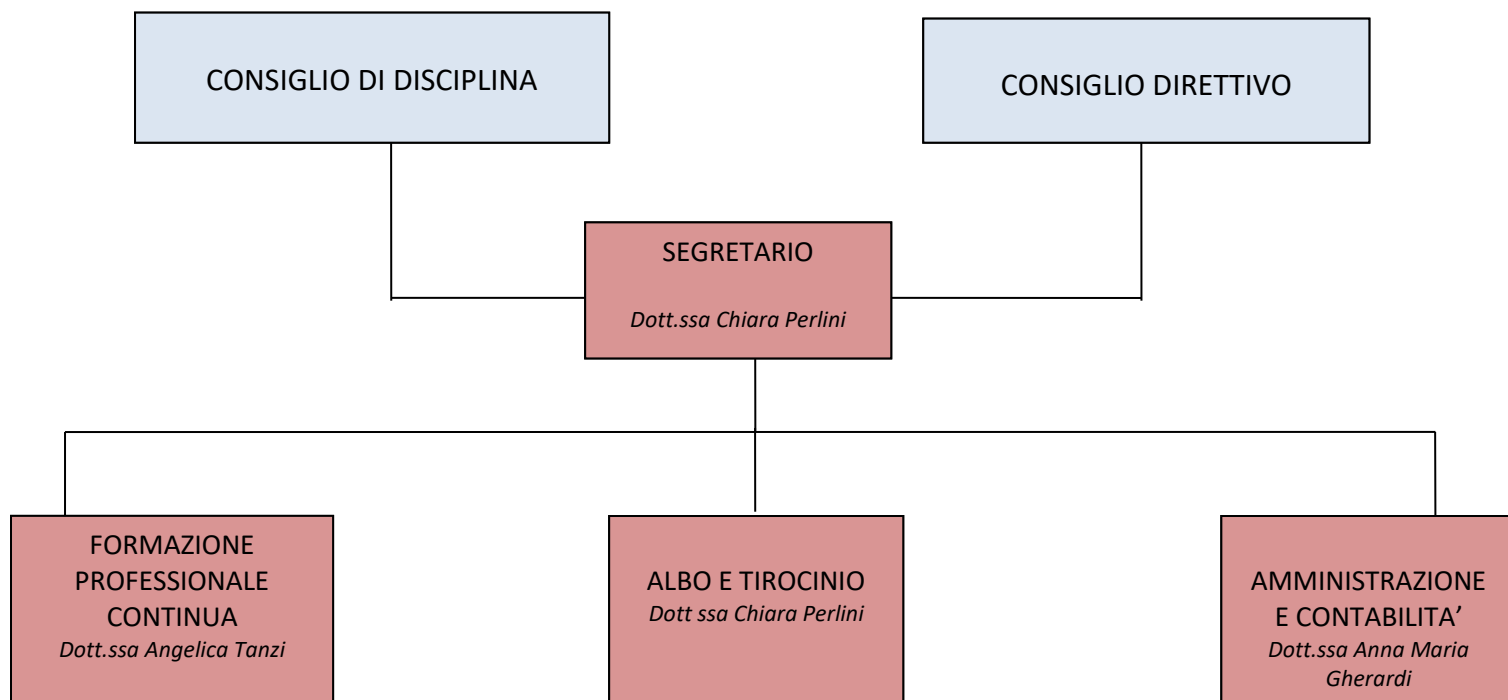 CONSIGLIO DI DISCIPLINA
CONSIGLIO DIRETTIVO
SEGRETARIO
Dott.ssa Chiara Perlini
FORMAZIONE
PROFESSIONALE
CONTINUA
Dott.ssa Angelica Tanzi
ALBO E TIROCINIO
Dott ssa Chiara Perlini
AMMINISTRAZIONE
E CONTABILITA’
Dott.ssa Anna Maria
Gherardi